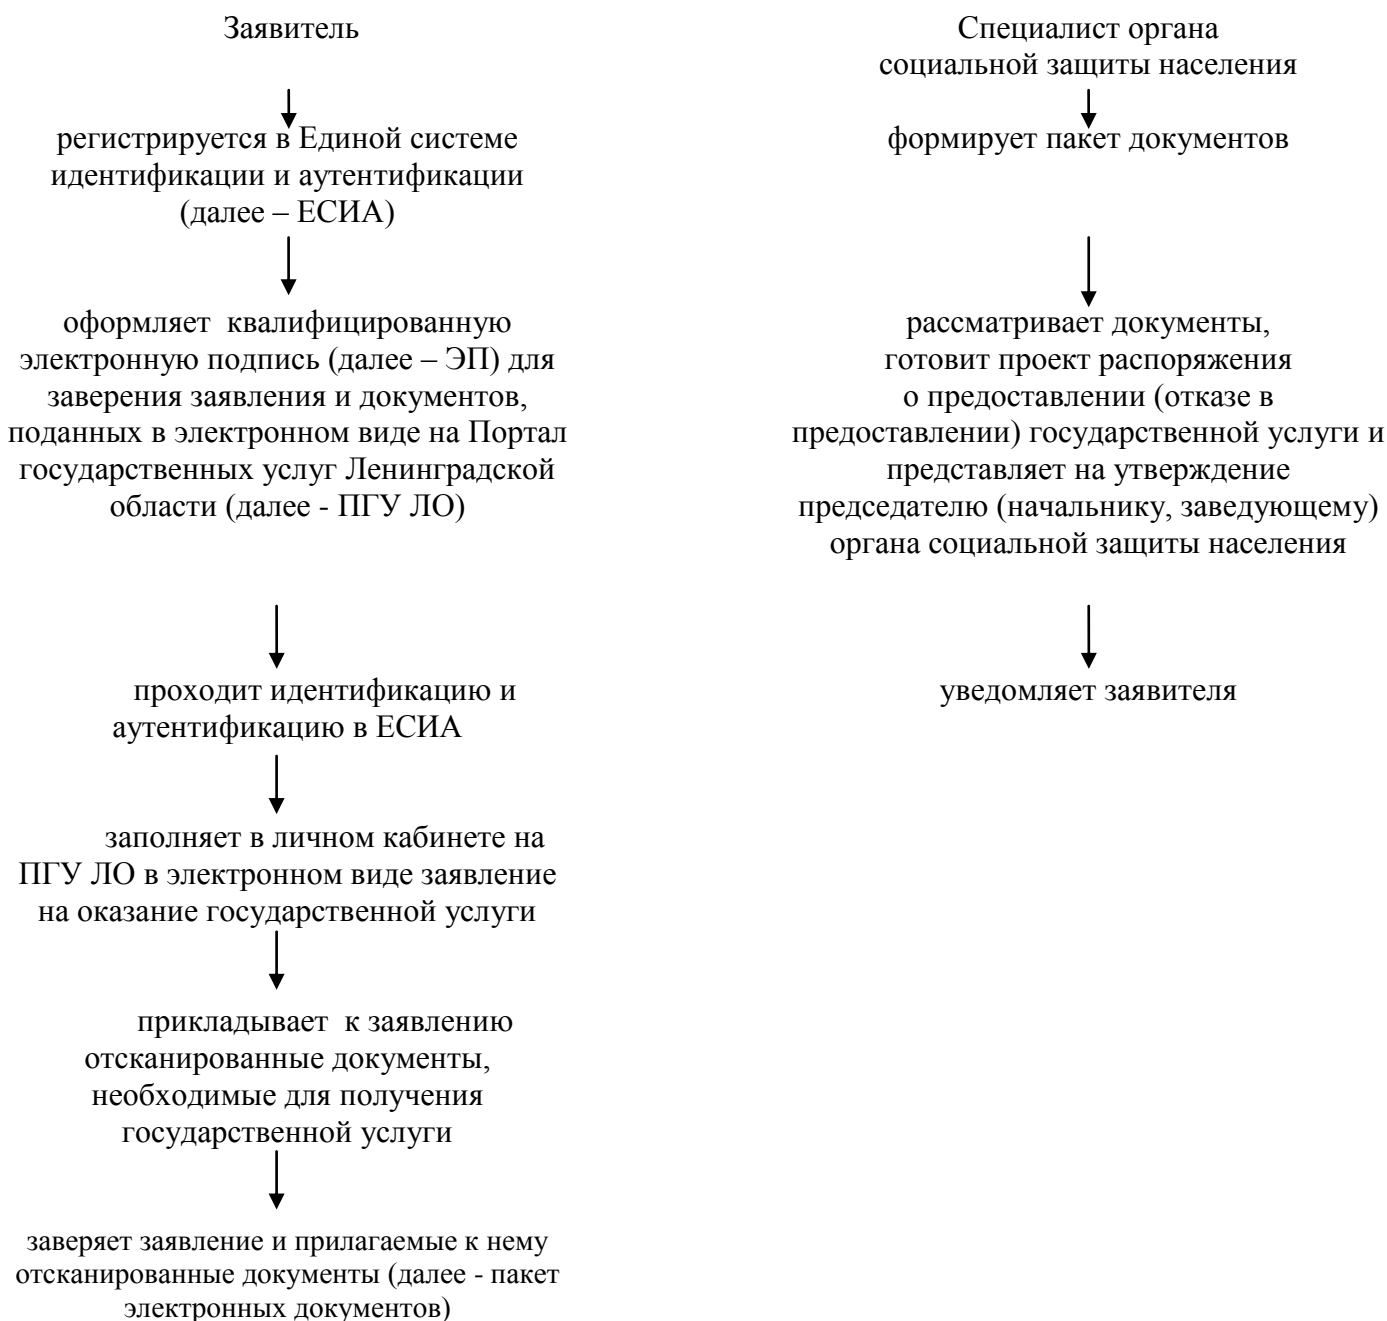 Заявитель
регистрируется в Единой системе
идентификации и аутентификации
(далее – ЕСИА)
оформляет квалифицированную
электронную подпись (далее – ЭП) для
заверения заявления и документов,
поданных в электронном виде на Портал
государственных услуг Ленинградской
области (далее - ПГУ ЛО)
проходит идентификацию и
аутентификацию в ЕСИА
заполняет в личном кабинете на
ПГУ ЛО в электронном виде заявление
на оказание государственной услуги
прикладывает к заявлению
отсканированные документы,
необходимые для получения
государственной услуги
заверяет заявление и прилагаемые к нему
отсканированные документы (далее - пакет
электронных документов)
Специалист органа
социальной защиты населения
формирует пакет документов
рассматривает документы,
готовит проект распоряжения
о предоставлении (отказе в
предоставлении) государственной услуги и
представляет на утверждение
председателю (начальнику, заведующему)
органа социальной защиты населения
уведомляет заявителя